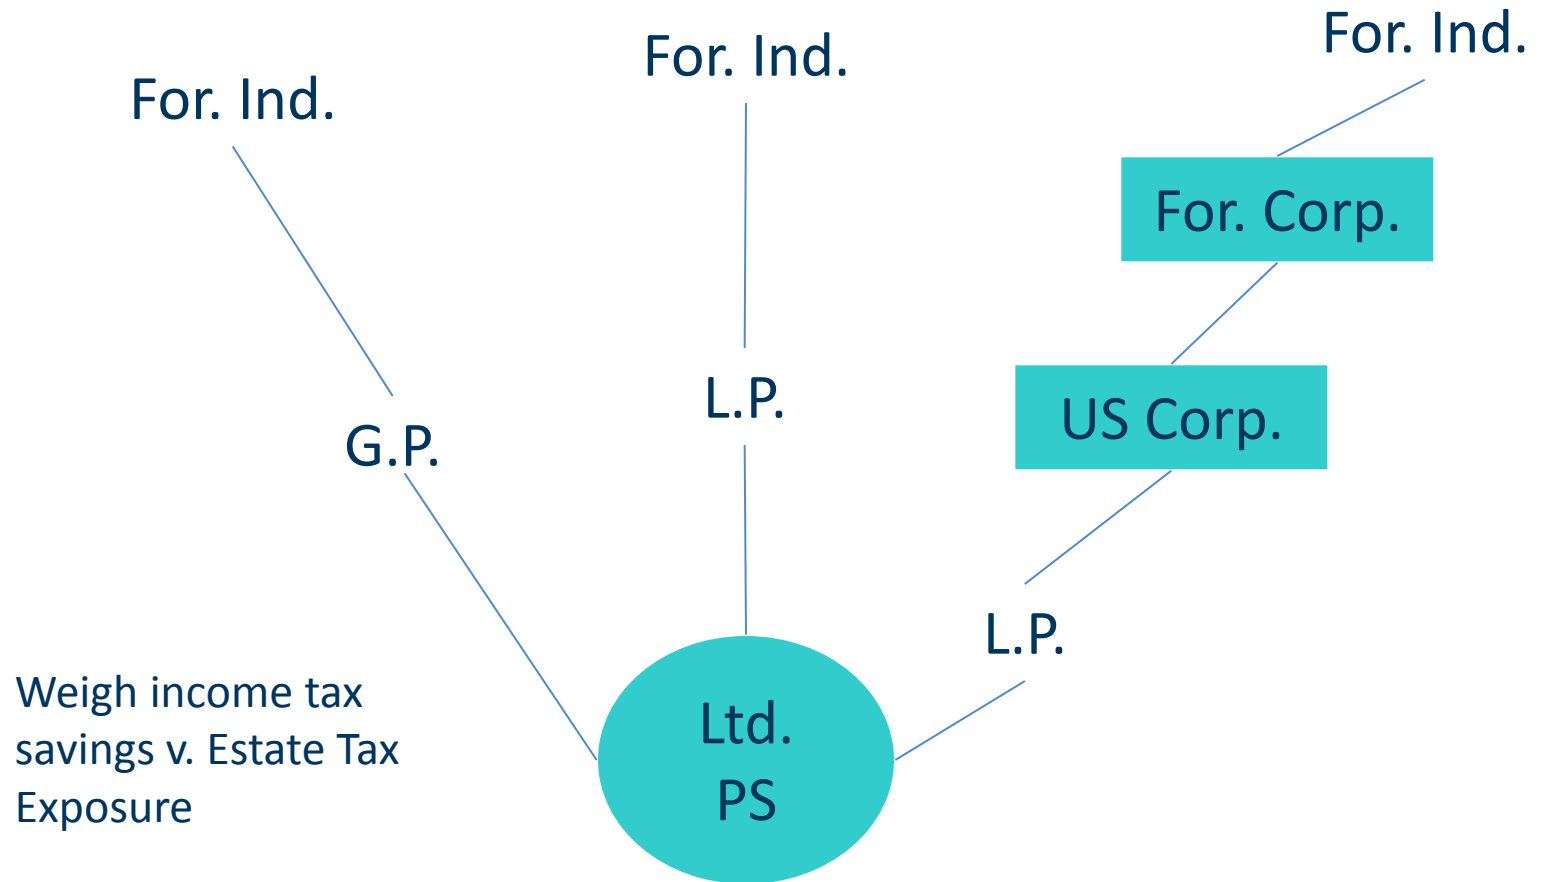 For. Ind.
For. Ind.
For. Ind.
For. Corp.
L.P.
US Corp.
G.P.
L.P.
Weigh income tax
savings v. Estate Tax
Exposure
Ltd.
PS